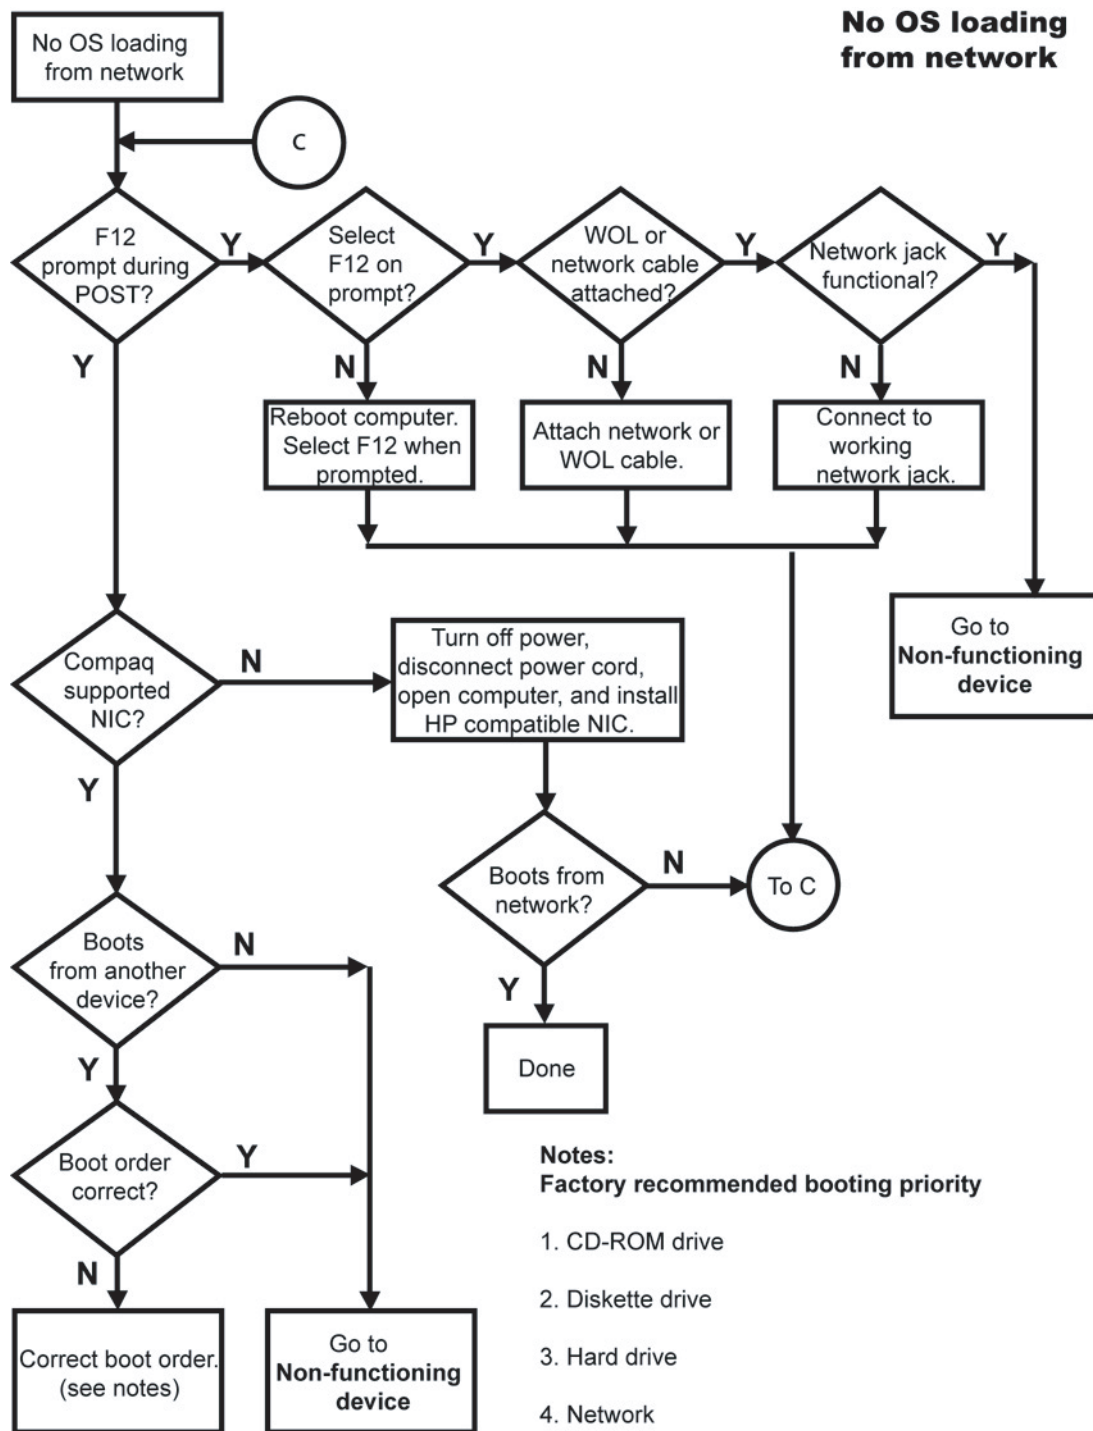 No OS loading
from network
No OS loading
from network
C
F12
prompt during
POST?
Y
Select
F12 on
prompt?
Y
WOL or
network cable
attached?
Y
Network jack
functional?
Y
Y
N
N
N
Reboot computer.
Select F12 when
prompted.
Attach network or
WOL cable.
Connect to
working
network jack.
Go to
Non-functioning
device
Compaq
supported
NIC?
N
Turn off power,
disconnect power cord,
open computer, and install
HP compatible NIC.
Y
Boots from
network?
N
To C
Y
Done
Boots
from another
device?
N
Y
Boot order
correct?
Y
N
Correct boot order.
(see notes)
Go to
Non-functioning
device
Notes:
Factory recommended booting priority
1. CD-ROM drive
2. Diskette drive
3. Hard drive
4. Network